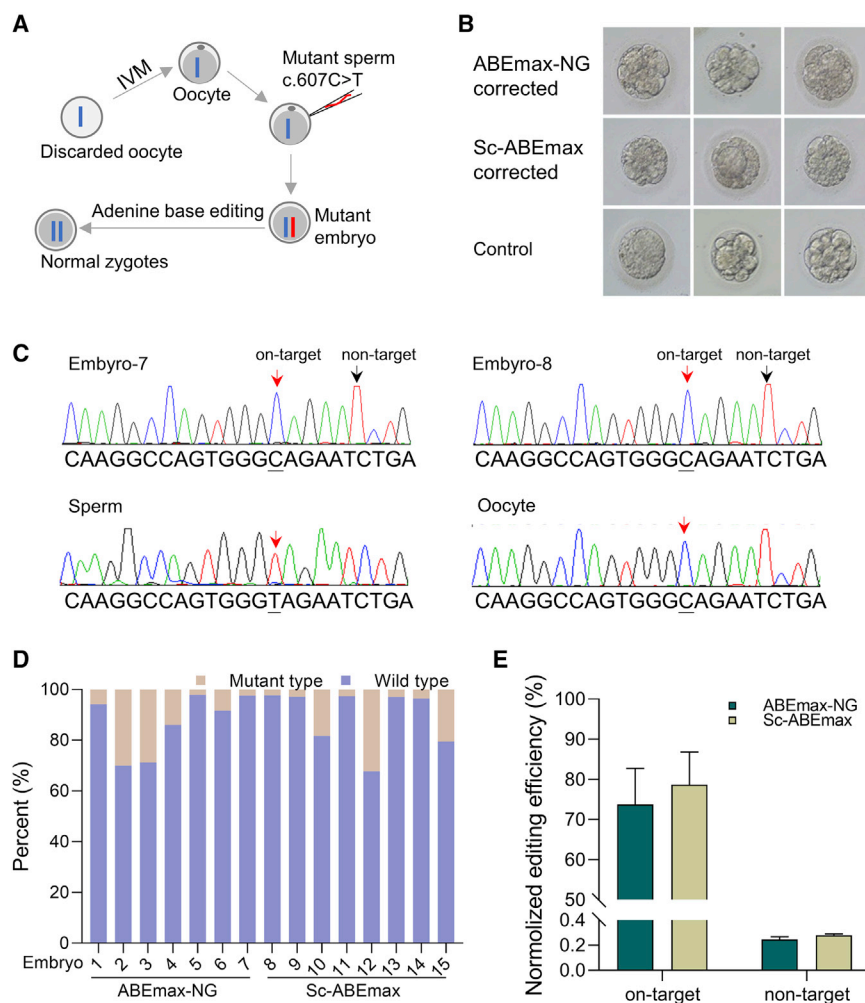 A
IVM
Oocyte
Mutant sperm
c.607C>T
Discarded oocyte
Adenine base editing
Mutant
embryo
Normal zygotes
B
ABEmax-NG
corrected
Sc-ABEmax
corrected
Control
C
Embyro-7
on-target
non-target
CAAGGCCAGTGGGCAGAATCTGA
Embyro-8
on-target
non-target
CAAGGCCAGTGGGCAGAATCTGA
Sperm
CAAGGCCAGTGGGTAGAATCTGA
Oocyte
CAAGGCCAGTGGGCAGAATCTGA
D
Mutant type Wild type
Percent (%)
100
80
60
40
20
0
Embryo 1 2 3 4 5 6 7 8 9 10 11 12 13 14 15
ABEmax-NG Sc-ABEmax
E
Normolized editing efficiency (%)
100
90
80
70
60
50
0.4
0.2
0.0
ABEmax-NG
Sc-ABEmax
on-target non-target